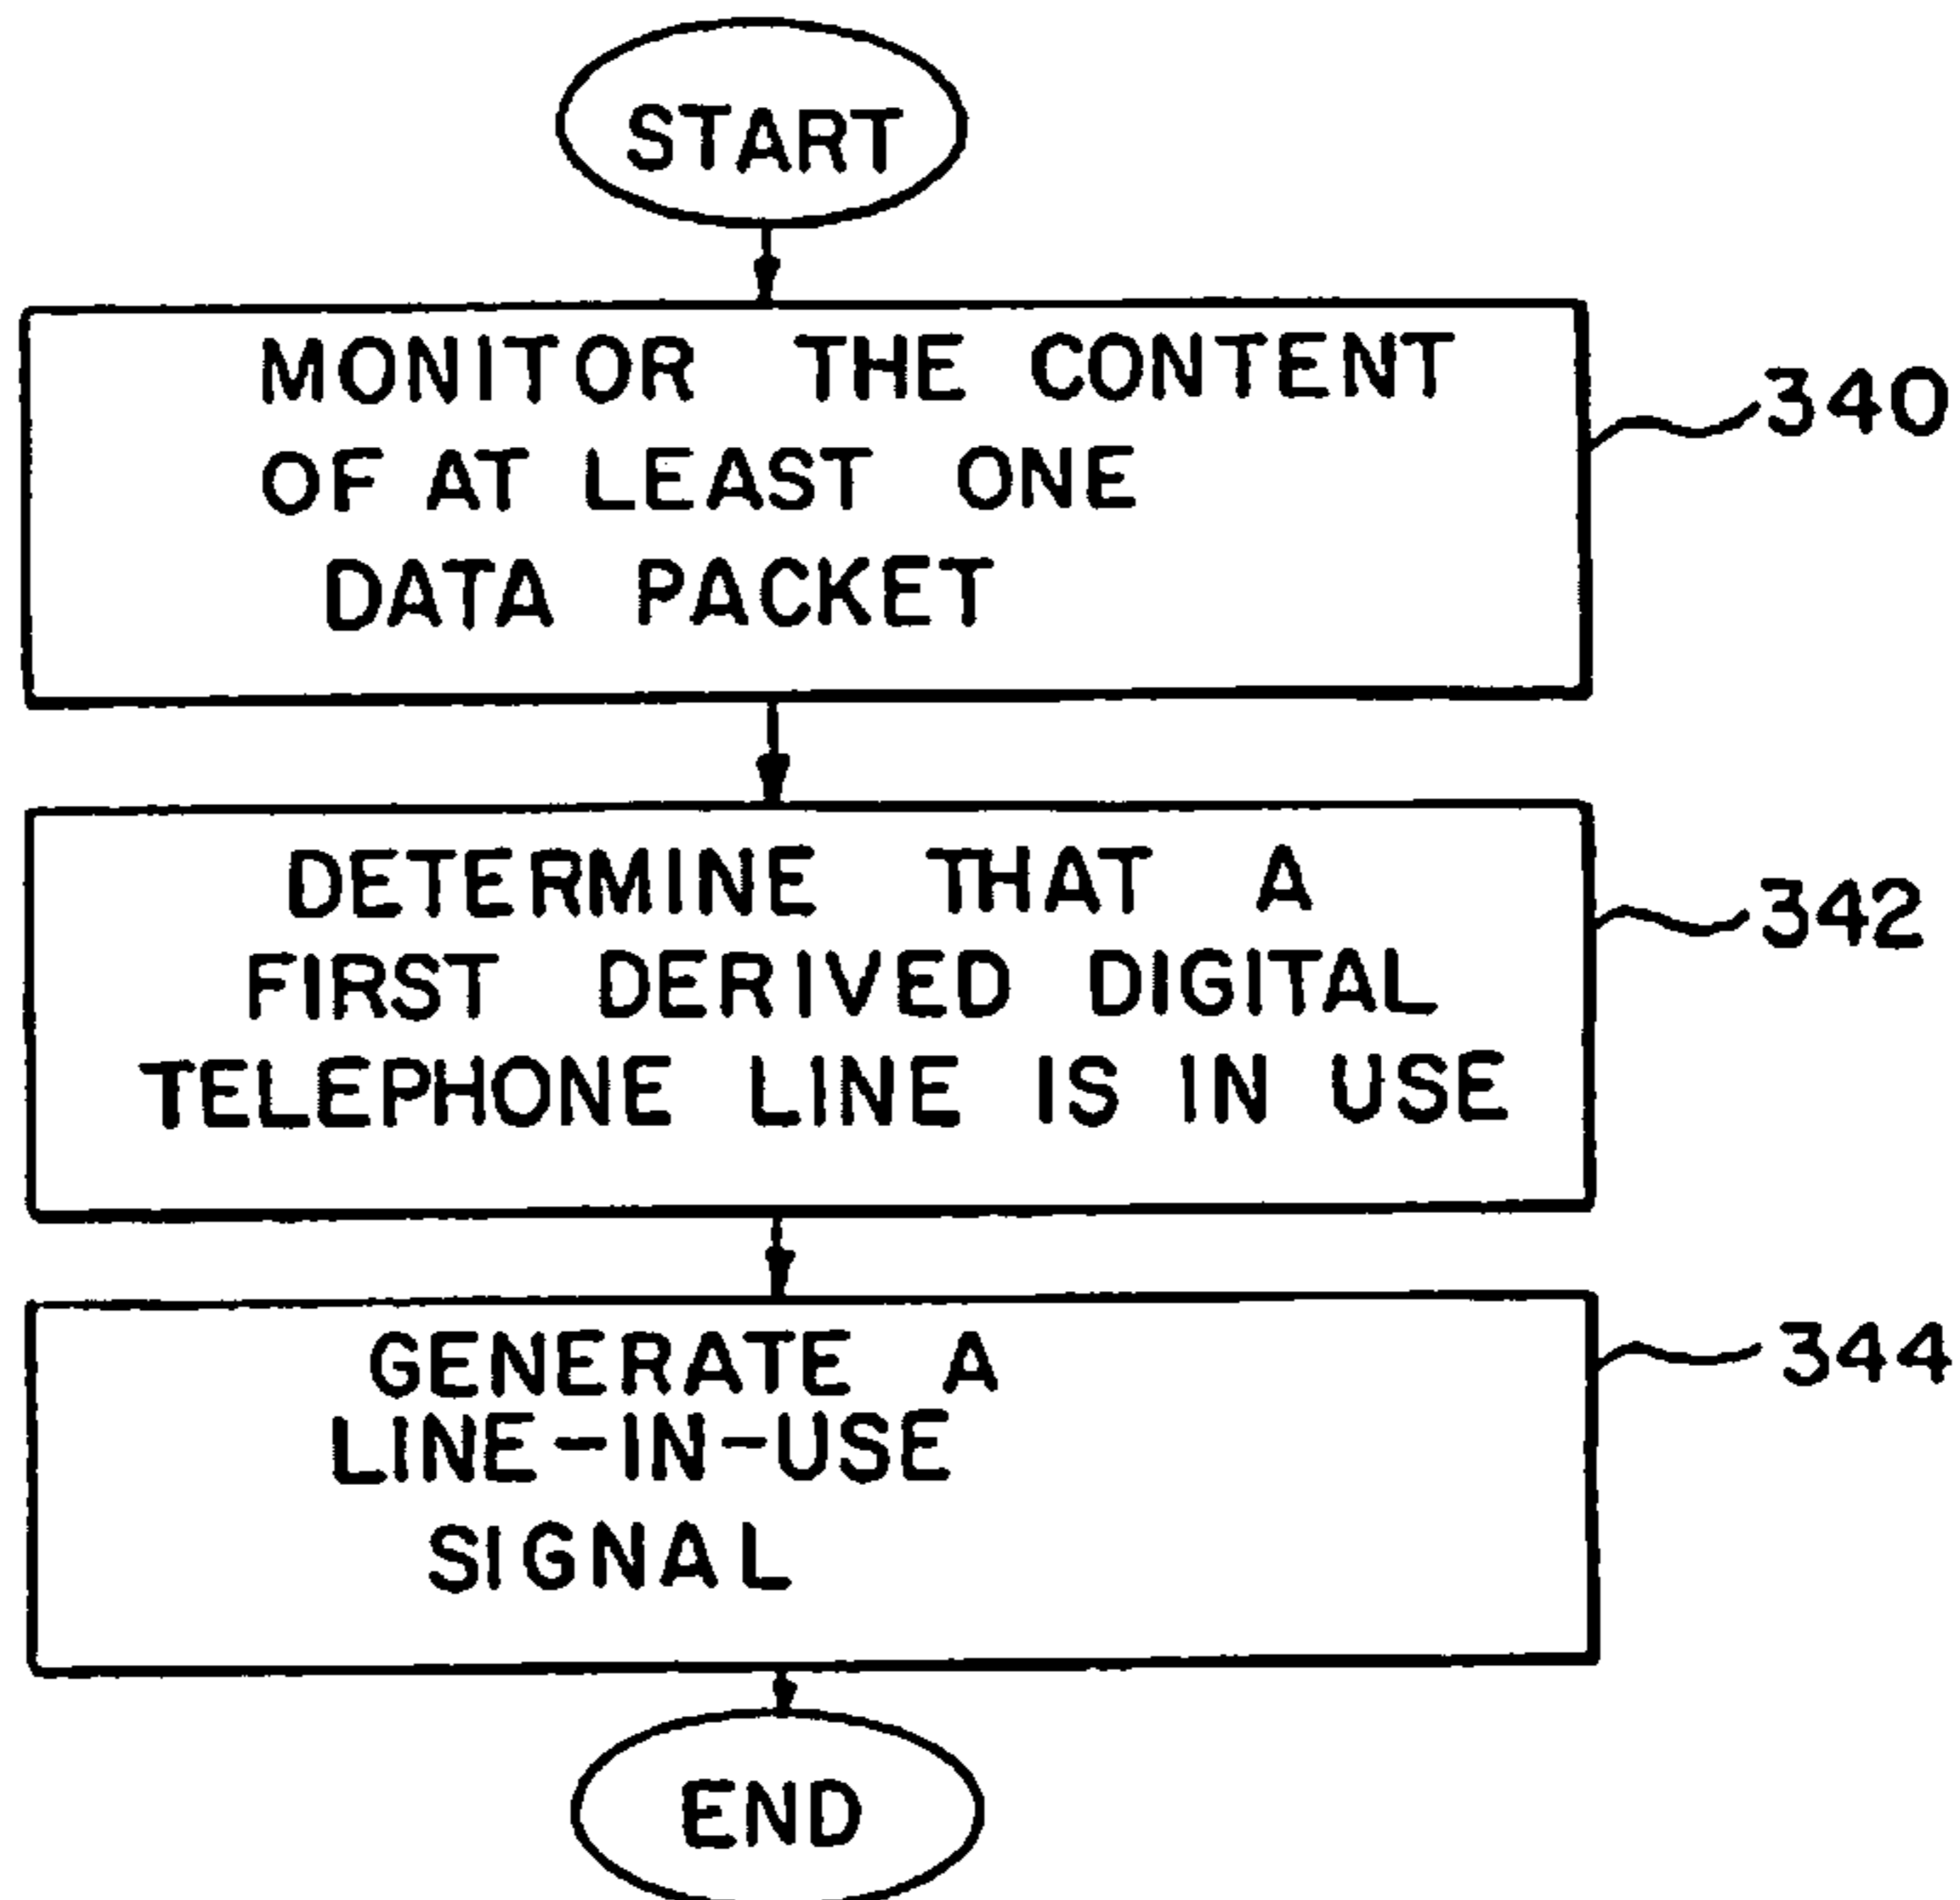 START
MONITOR THE CONTENT
OF AT LEAST ONE
DATA PACKET
340
DETERMINE THAT A
FIRST DERIVED DIGITAL
TELEPHONE LINE IS IN USE
342
GENERATE A
LINE-IN-USE
SIGNAL
344
END